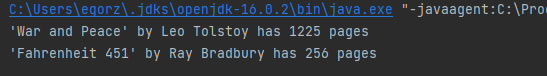 C:\Users\egorz\.jdks\openjdk-16.0.2\bin\java.exe "-javaagent:C:\Pro
'War and Peace' by Leo Tolstoy has 1225 pages
'Fahrenheit 451' by Ray Bradbury has 256 pages